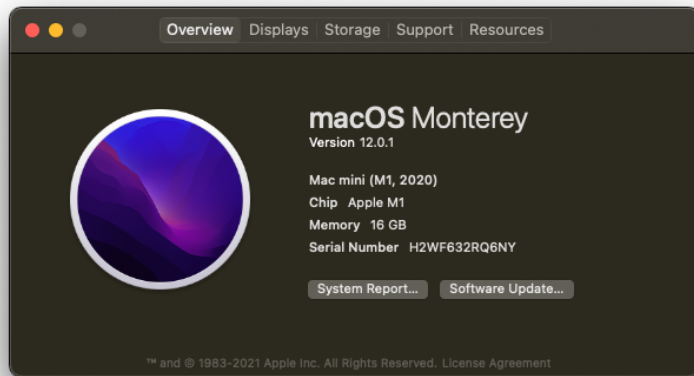 Overview Displays Storage Support Resources
macOS Monterey
Version 12.0.1
Mac mini (M1, 2020)
Chip Apple M1
Memory 16 GB
Serial Number H2WF632RQ6NY
System Report... Software Update...
™ and © 1983-2021 Apple Inc. All Rights Reserved. License Agreement